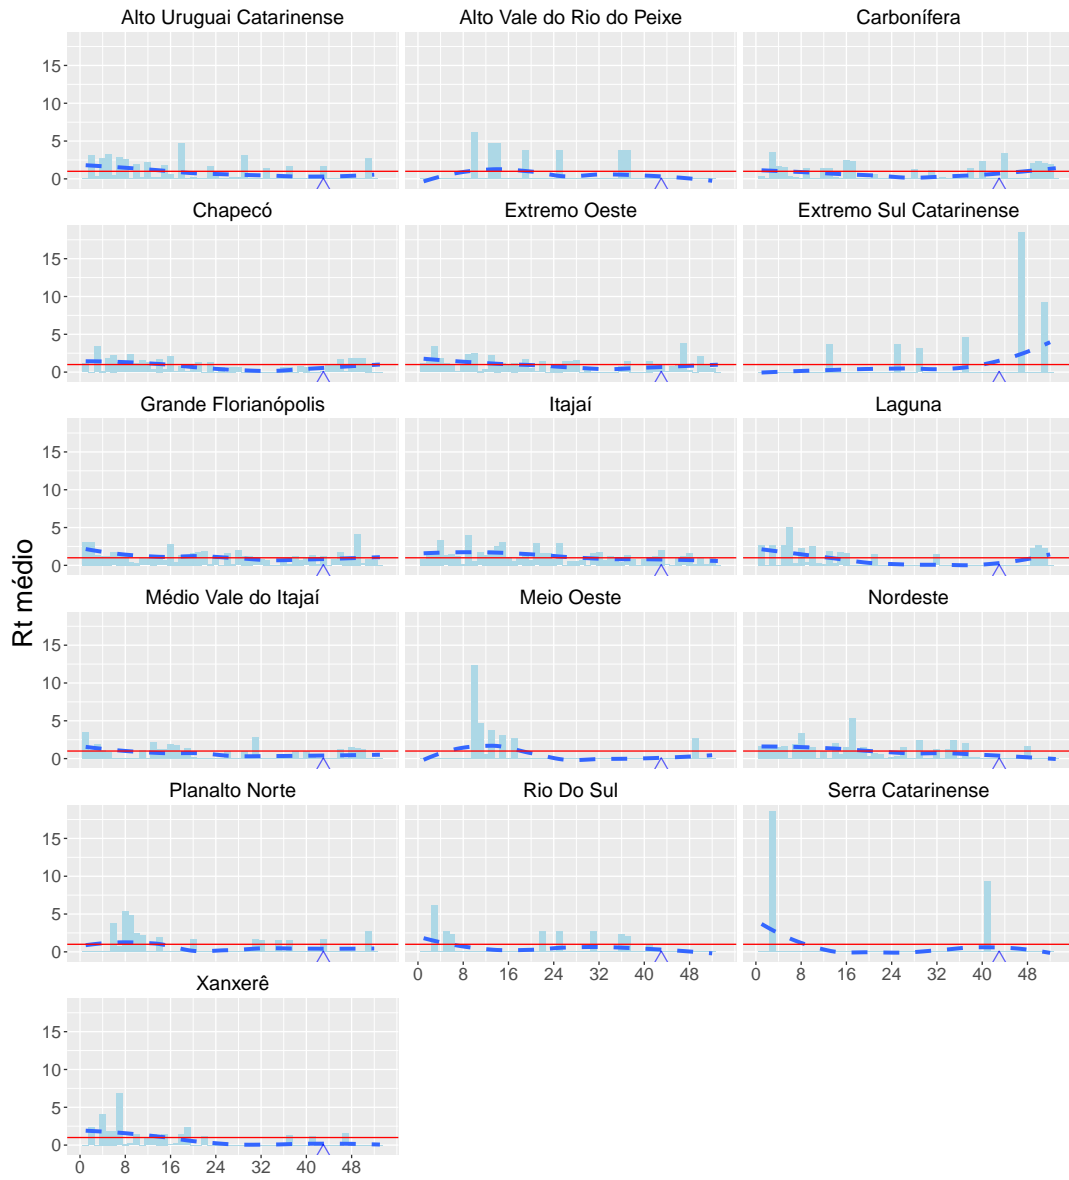 Alto Uruguai Catarinense Alto Vale do Rio do Peixe Carbonífera
15
10
5
0
Chapecó Extremo Oeste Extremo Sul Catarinense
15
10
5
0
Grande Florianópolis Itajaí Laguna
15
10
5
0
Rt médio
Médio Vale do Itajaí Meio Oeste Nordeste
15
10
5
0
Planalto Norte Rio Do Sul Serra Catarinense
15
10
5
0
0 8 16 24 32 40 48 0 8 16 24 32 40 48
Xanxerê
15
10
5
0
0 8 16 24 32 40 48